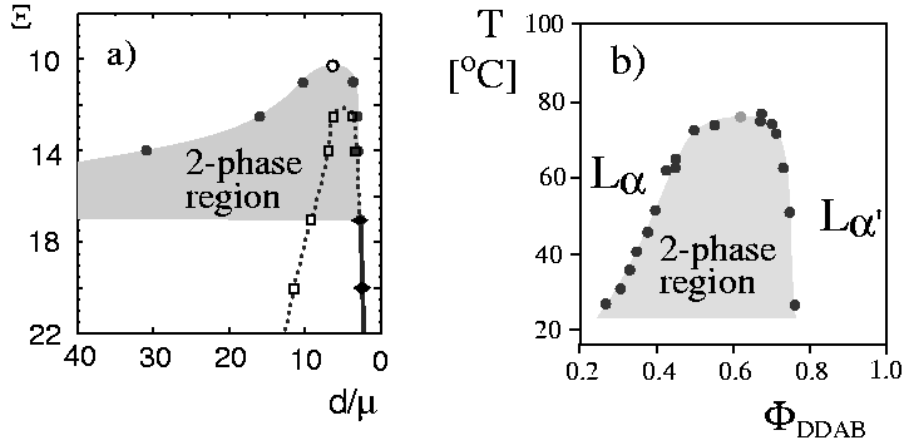 Ξ
a)
10
14
18
22
2-phase
region
40 30 20 10 0
d/μ
T
[°C]
b)
100
80
60
40
20
Lα
Lα'
2-phase
region
0.2 0.4 0.6 0.8 1.0
Φ_DDAB